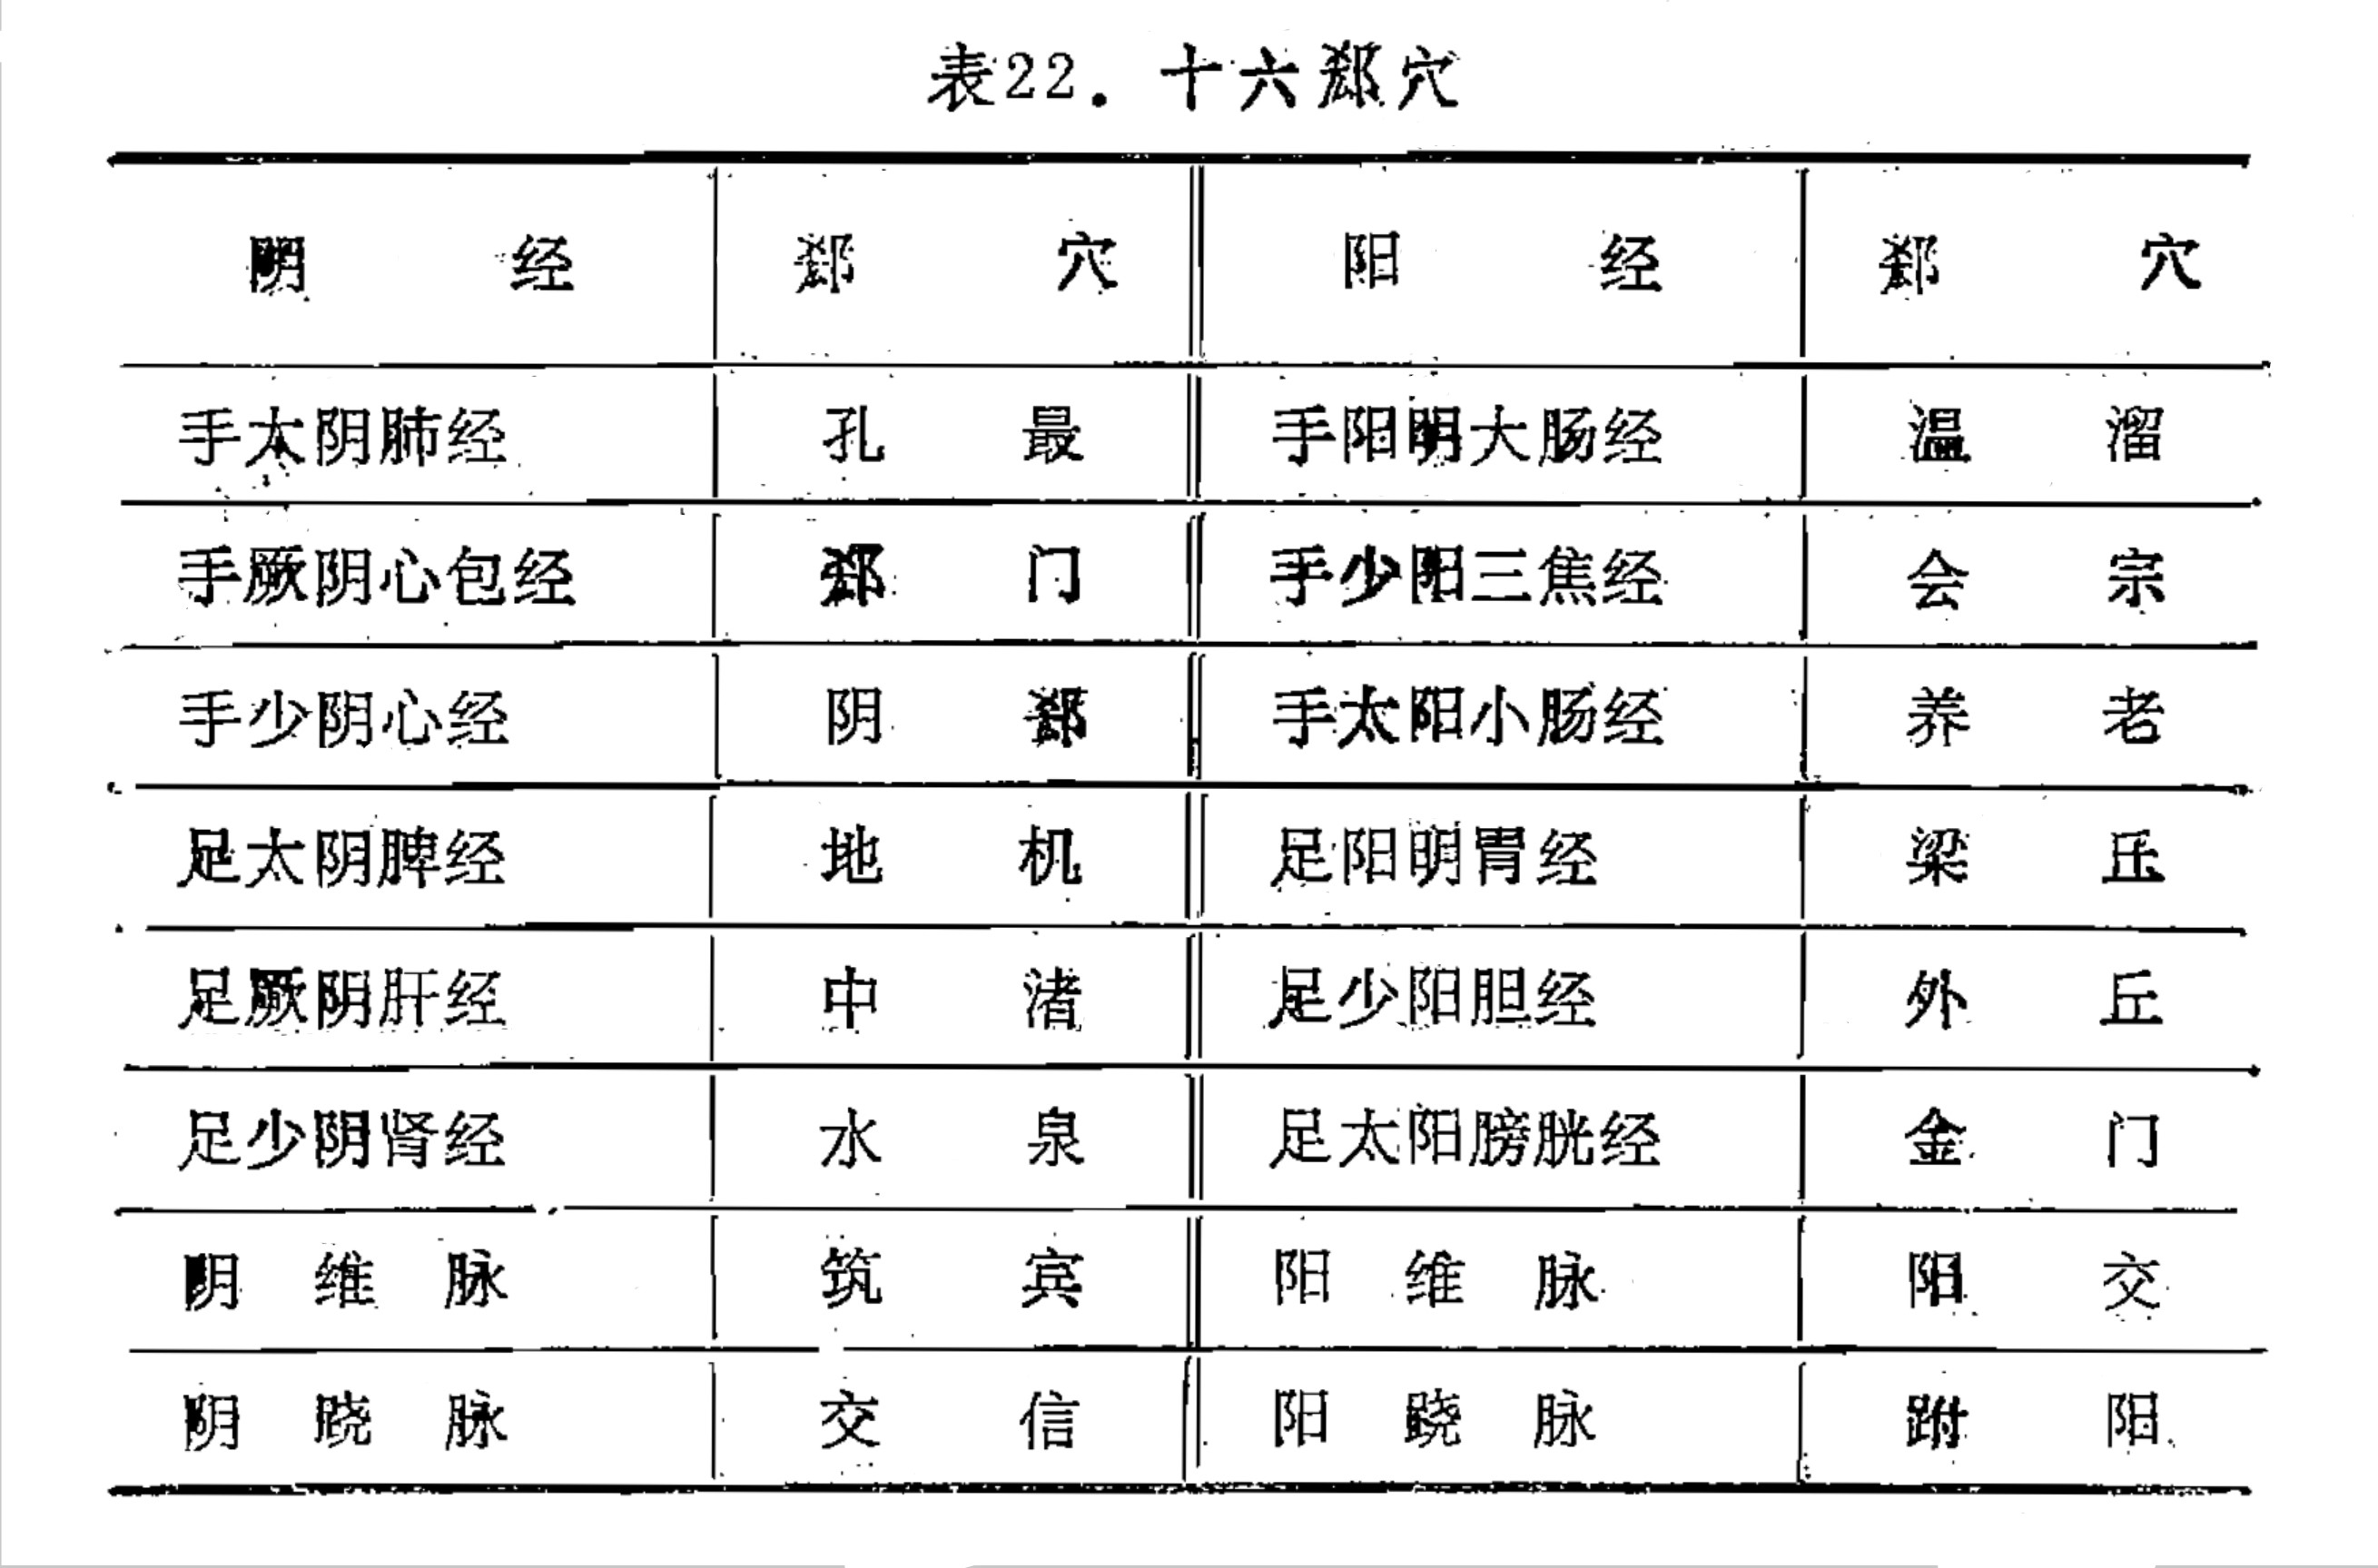 表22. 十六郄穴
阴经 郄穴 阳经 郄穴
手太阴肺经 孔最 手阳明大肠经 温溜
手厥阴心包经 郄门 手少阳三焦经 会宗
手少阴心经 阴郄 手太阳小肠经 养老
足太阴脾经 地机 足阳明胃经 梁丘
足厥阴肝经 中渚 足少阳胆经 外丘
足少阴肾经 水泉 足太阳膀胱经 金门
阴维脉 筑宾 阳维脉 阳交
阴跷脉 交信 阳跷脉 跗阳